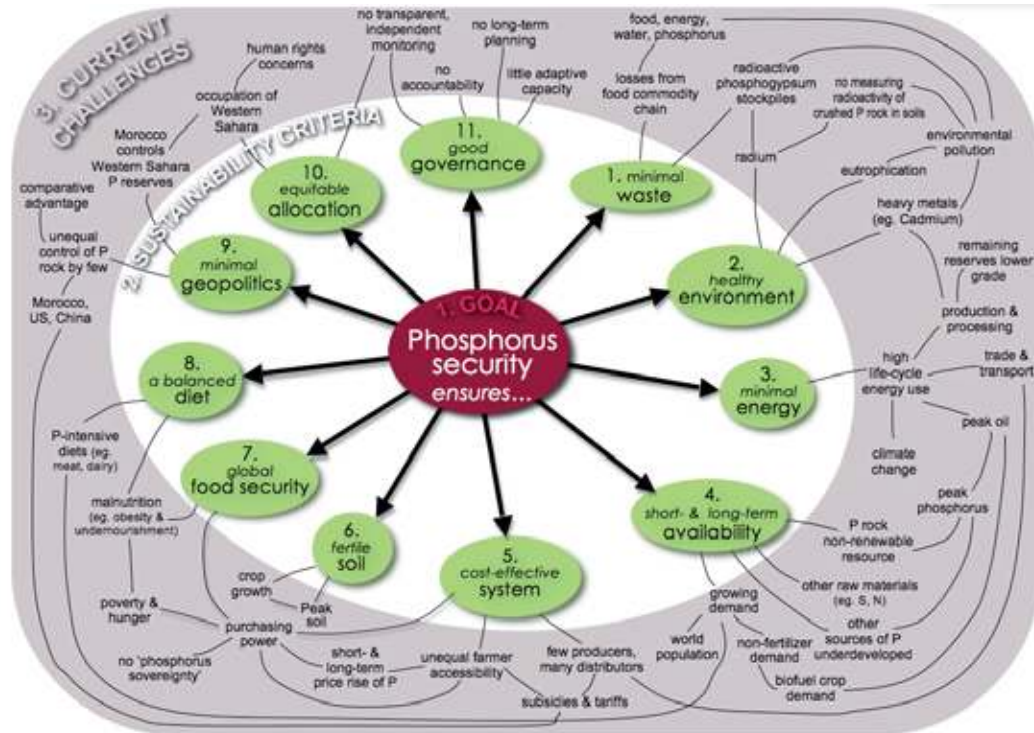 3. CURRENT
CHALLENGES
2. SUSTAINABILITY CRITERIA
1. GOAL
Phosphorus
security
ensures...
1. minimal
waste
2.
healthy
environment
3.
minimal
energy
4.
short- & long-term
availability
5.
cost-effective
system
6.
fertile
soil
7.
global
food security
8.
a balanced
diet
9.
minimal
geopolitics
10.
equitable
allocation
11.
good
governance
no transparent,
independent
monitoring
no long-term
planning
no
accountability
little adaptive
capacity
food, energy,
water, phosphorus
losses from
food commodity
chain
radioactive
phosphogypsum
stockpiles
no measuring
radioactivity of
crushed P rock in soils
radium
environmental
pollution
eutrophication
heavy metals
(eg. Cadmium)
remaining
reserves lower
grade
production &
processing
high
life-cycle
energy use
trade &
transport
peak oil
climate
change
peak
phosphorus
P rock
non-renewable
resource
other raw materials
(eg. S, N)
growing
demand
other
sources of P
underdeveloped
world
population
non-fertilizer
demand
biofuel crop
demand
few producers,
many distributors
subsidies & tariffs
unequal farmer
accessibility
short- &
long-term
price rise of P
purchasing
power
no 'phosphorus
sovereignty'
crop
growth
Peak
soil
poverty &
hunger
malnutrition
(eg. obesity &
undernourishment)
P-intensive
diets (eg.
meat, dairy)
Morocco,
US, China
unequal
control of P
rock by few
comparative
advantage
Morocco
controls
Western Sahara
P reserves
occupation of
Western
Sahara
human rights
concerns